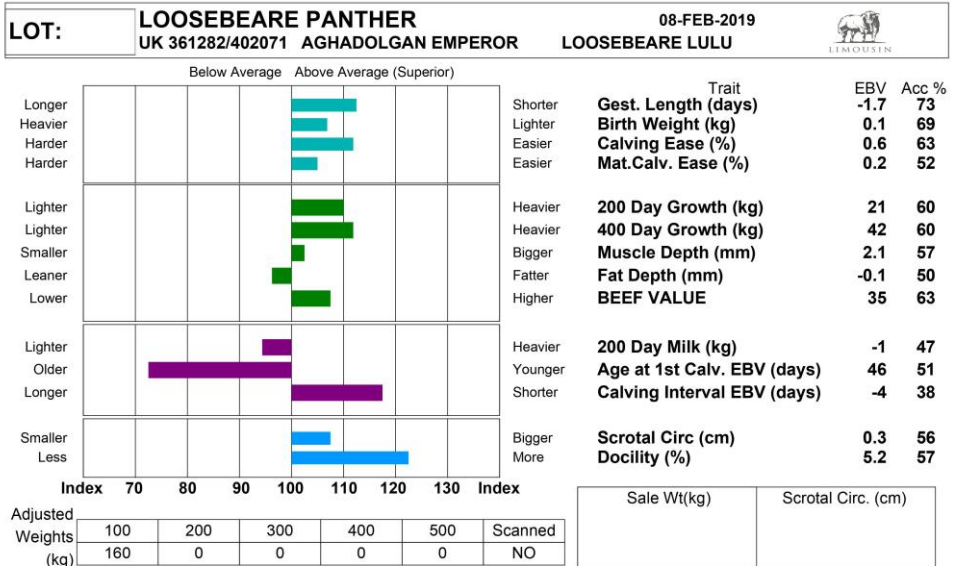 LOT:
LOOSEBEARE PANTHER 08-FEB-2019
UK 361282/402071 AGHADOLGAN EMPEROR LOOSEBEARE LULU
LIMOUSIN
Below Average Above Average (Superior)
Trait EBV Acc %
Longer Shorter Gest. Length (days) -1.7 73
Heavier Lighter Birth Weight (kg) 0.1 69
Harder Easier Calving Ease (%) 0.6 63
Harder Easier Mat.Calv. Ease (%) 0.2 52
Lighter Heavier 200 Day Growth (kg) 21 60
Lighter Heavier 400 Day Growth (kg) 42 60
Smaller Bigger Muscle Depth (mm) 2.1 57
Leaner Fatter Fat Depth (mm) -0.1 50
Lower Higher BEEF VALUE 35 63
Lighter Heavier 200 Day Milk (kg) -1 47
Older Younger Age at 1st Calv. EBV (days) 46 51
Longer Shorter Calving Interval EBV (days) -4 38
Smaller Bigger Scrotal Circ (cm) 0.3 56
Less More Docility (%) 5.2 57
Index 70 80 90 100 110 120 130 Index
Sale Wt(kg) Scrotal Circ. (cm)
Adjusted Weights (kg)
100 200 300 400 500 Scanned
160 0 0 0 0 NO